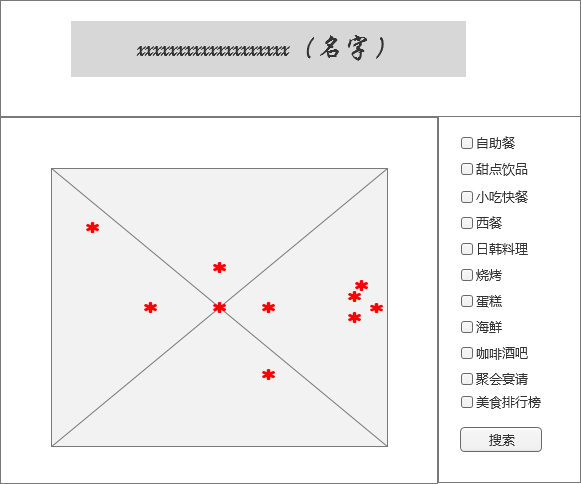 xxxxxxxxxxxxxxxxxxx（名字）
*
*
*
*
*
*
*
*
*
*
自助餐
甜点饮品
小吃快餐
西餐
日韩料理
烧烤
蛋糕
海鲜
咖啡酒吧
聚会宴请
美食排行榜
搜索